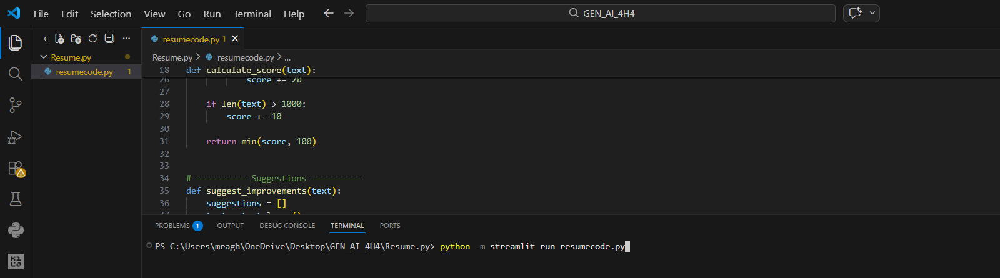 File Edit Selection View Go Run Terminal Help GEN_AI_4H4
resumecode.py 1
Resume.py
resumecode.py 1
Resume.py > resumecode.py > ...
18 def calculate_score(text):
26 score += 20
27
28 if len(text) > 1000:
29 score += 10
30
31 return min(score, 100)
32
33
34 # ---------- Suggestions ----------
35 def suggest_improvements(text):
36 suggestions = []
37
PROBLEMS 1 OUTPUT DEBUG CONSOLE TERMINAL PORTS
PS C:\Users\mragh\OneDrive\Desktop\GEN_AI_4H4\Resume.py> python -m streamlit run resumecode.py